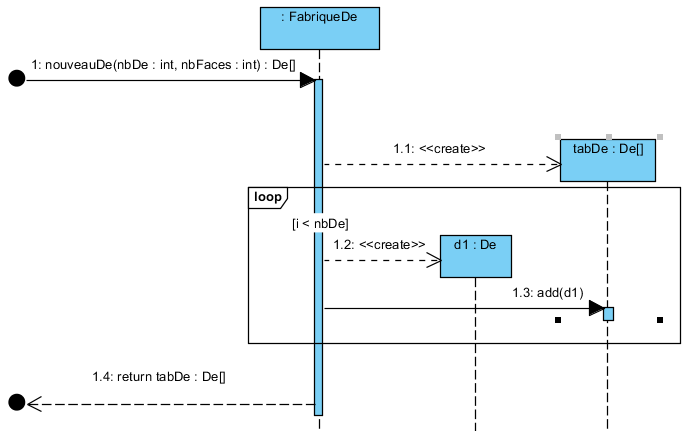 : FabriqueDe
1: nouveauDe(nbDe : int, nbFaces : int) : De[]
1.1: <<create>>
tabDe : De[]
loop
[i < nbDe]
1.2: <<create>>
d1 : De
1.3: add(d1)
1.4: return tabDe : De[]